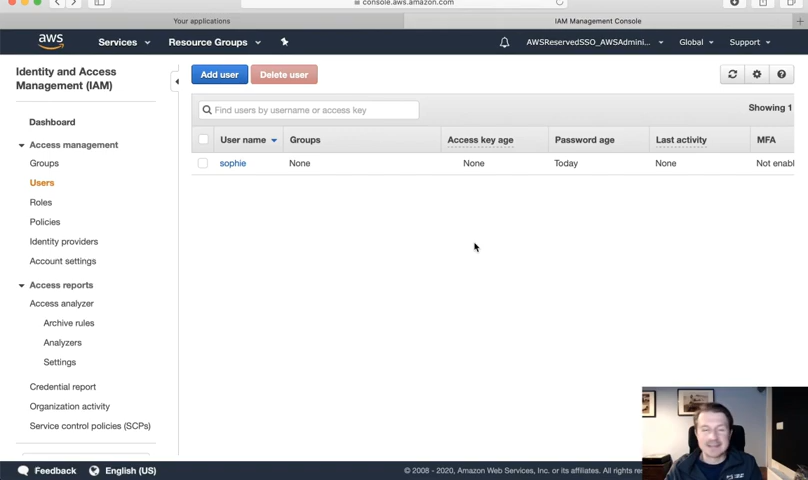 console.aws.amazon.com
Your applications
IAM Management Console
aws
Services
Resource Groups
AWSReservedSSO_AWSAdmini...
Global
Support
Identity and Access
Management (IAM)
Dashboard
Access management
Groups
Users
Roles
Policies
Identity providers
Account settings
Access reports
Access analyzer
Archive rules
Analyzers
Settings
Credential report
Organization activity
Service control policies (SCPs)
Add user
Delete user
Find users by username or access key
Showing 1
User name
Groups
Access key age
Password age
Last activity
MFA
sophie
None
None
Today
None
Not enabl
Feedback
English (US)
© 2008 - 2020, Amazon Web Services, Inc. or its affiliates. All rights res